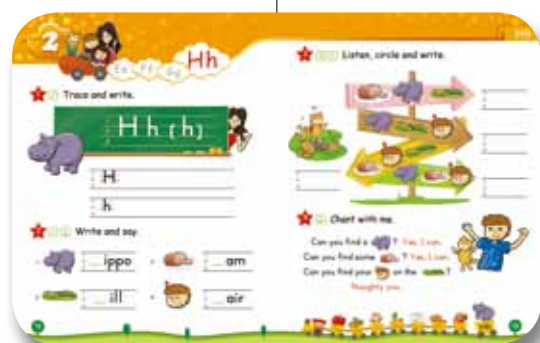 2
Ee Ff Gg Hh
Trace and write.
H h (h)
H
h
Write and say.
ippo
am
ill
air
Listen, circle and write.
Chant with me.
Can you find a ? Yes, I can.
Can you find some ? Yes, I can.
Can you find your on the ?
Naughty you.